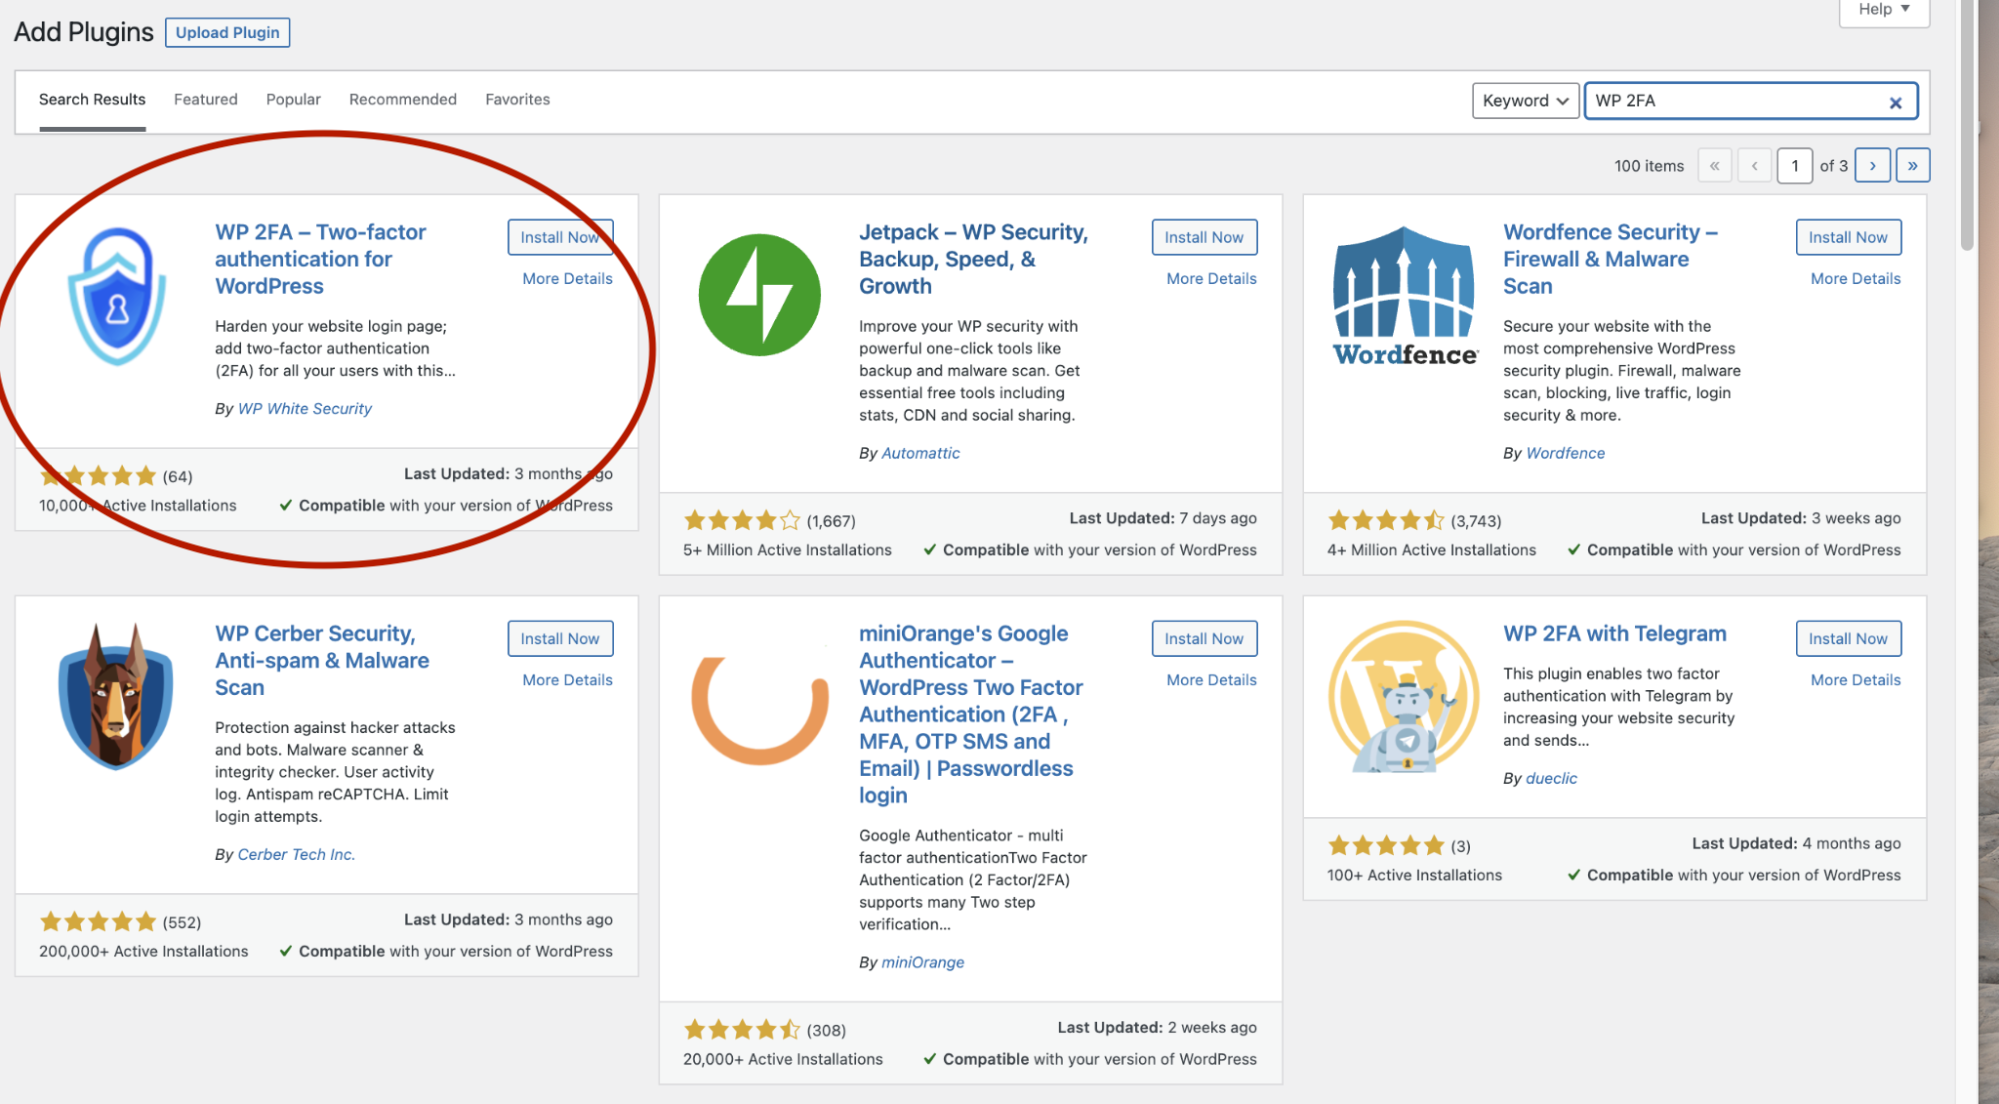 Help ▼
Add Plugins
Upload Plugin
Search Results
Featured
Popular
Recommended
Favorites
Keyword
WP 2FA
100 items
«
‹
1
of 3
›
»
WP 2FA – Two-factor
authentication for
WordPress
Install Now
More Details
Harden your website login page;
add two-factor authentication
(2FA) for all your users with this...
By WP White Security
(64)
Last Updated: 3 months ago
10,000+ Active Installations
✔ Compatible with your version of WordPress
Jetpack – WP Security,
Backup, Speed, &
Growth
Install Now
More Details
Improve your WP security with
powerful one-click tools like
backup and malware scan. Get
essential free tools including
stats, CDN and social sharing.
By Automattic
(1,667)
Last Updated: 7 days ago
5+ Million Active Installations
✔ Compatible with your version of WordPress
Wordfence
Wordfence Security –
Firewall & Malware
Scan
Install Now
More Details
Secure your website with the
most comprehensive WordPress
security plugin. Firewall, malware
scan, blocking, live traffic, login
security & more.
By Wordfence
(3,743)
Last Updated: 3 weeks ago
4+ Million Active Installations
✔ Compatible with your version of WordPress
WP Cerber Security,
Anti-spam & Malware
Scan
Install Now
More Details
Protection against hacker attacks
and bots. Malware scanner &
integrity checker. User activity
log. Antispam reCAPTCHA. Limit
login attempts.
By Cerber Tech Inc.
(552)
Last Updated: 3 months ago
200,000+ Active Installations
✔ Compatible with your version of WordPress
miniOrange's Google
Authenticator –
WordPress Two Factor
Authentication (2FA ,
MFA, OTP SMS and
Email) | Passwordless
login
Install Now
More Details
Google Authenticator - multi
factor authenticationTwo Factor
Authentication (2 Factor/2FA)
supports many Two step
verification...
By miniOrange
(308)
Last Updated: 2 weeks ago
20,000+ Active Installations
✔ Compatible with your version of WordPress
WP 2FA with Telegram
Install Now
More Details
This plugin enables two factor
authentication with Telegram by
increasing your website security
and sends...
By dueclic
(3)
Last Updated: 4 months ago
100+ Active Installations
✔ Compatible with your version of WordPress